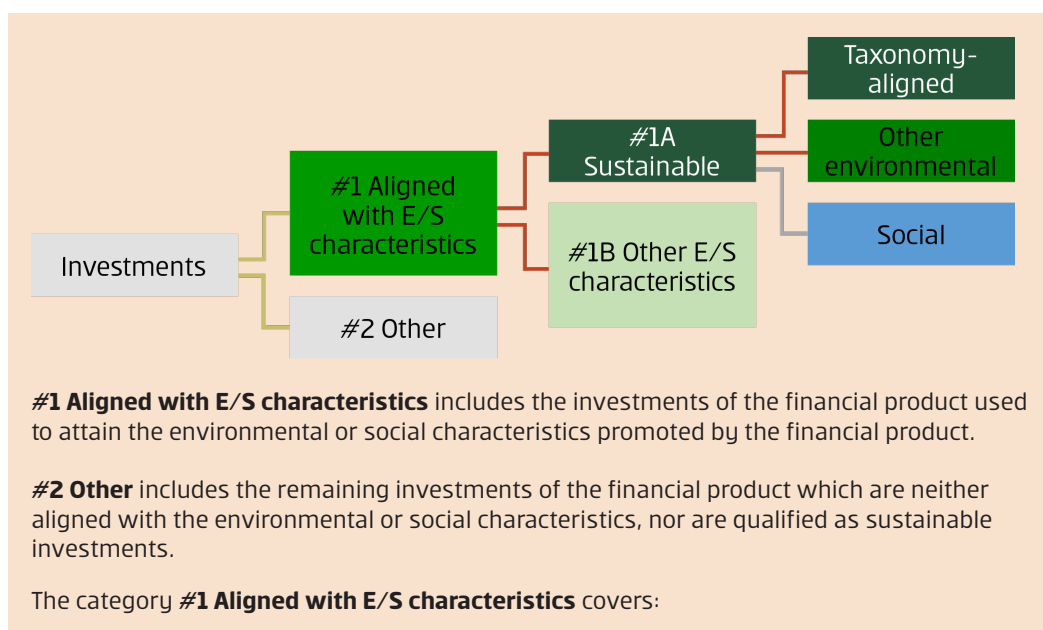 Taxonomy-
aligned
#1A
Sustainable
Other
environmental
#1 Aligned
with E/S
characteristics
Social
#1B Other E/S
characteristics
Investments
#2 Other
#1 Aligned with E/S characteristics includes the investments of the financial product used
to attain the environmental or social characteristics promoted by the financial product.
#2 Other includes the remaining investments of the financial product which are neither
aligned with the environmental or social characteristics, nor are qualified as sustainable
investments.
The category #1 Aligned with E/S characteristics covers: